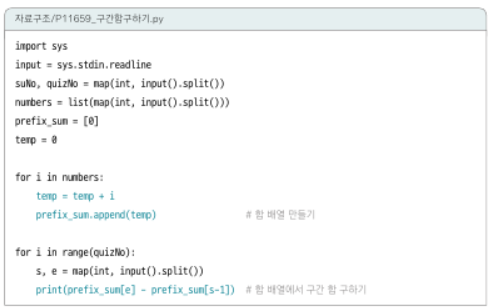 자료구조/P11659_구간합구하기.py
import sys
input = sys.stdin.readline
suNo, quizNo = map(int, input().split())
numbers = list(map(int, input().split()))
prefix_sum = [0]
temp = 0
for i in numbers:
    temp = temp + i
    prefix_sum.append(temp) # 합 배열 만들기
for i in range(quizNo):
    s, e = map(int, input().split())
    print(prefix_sum[e] - prefix_sum[s-1]) # 합 배열에서 구간 합 구하기